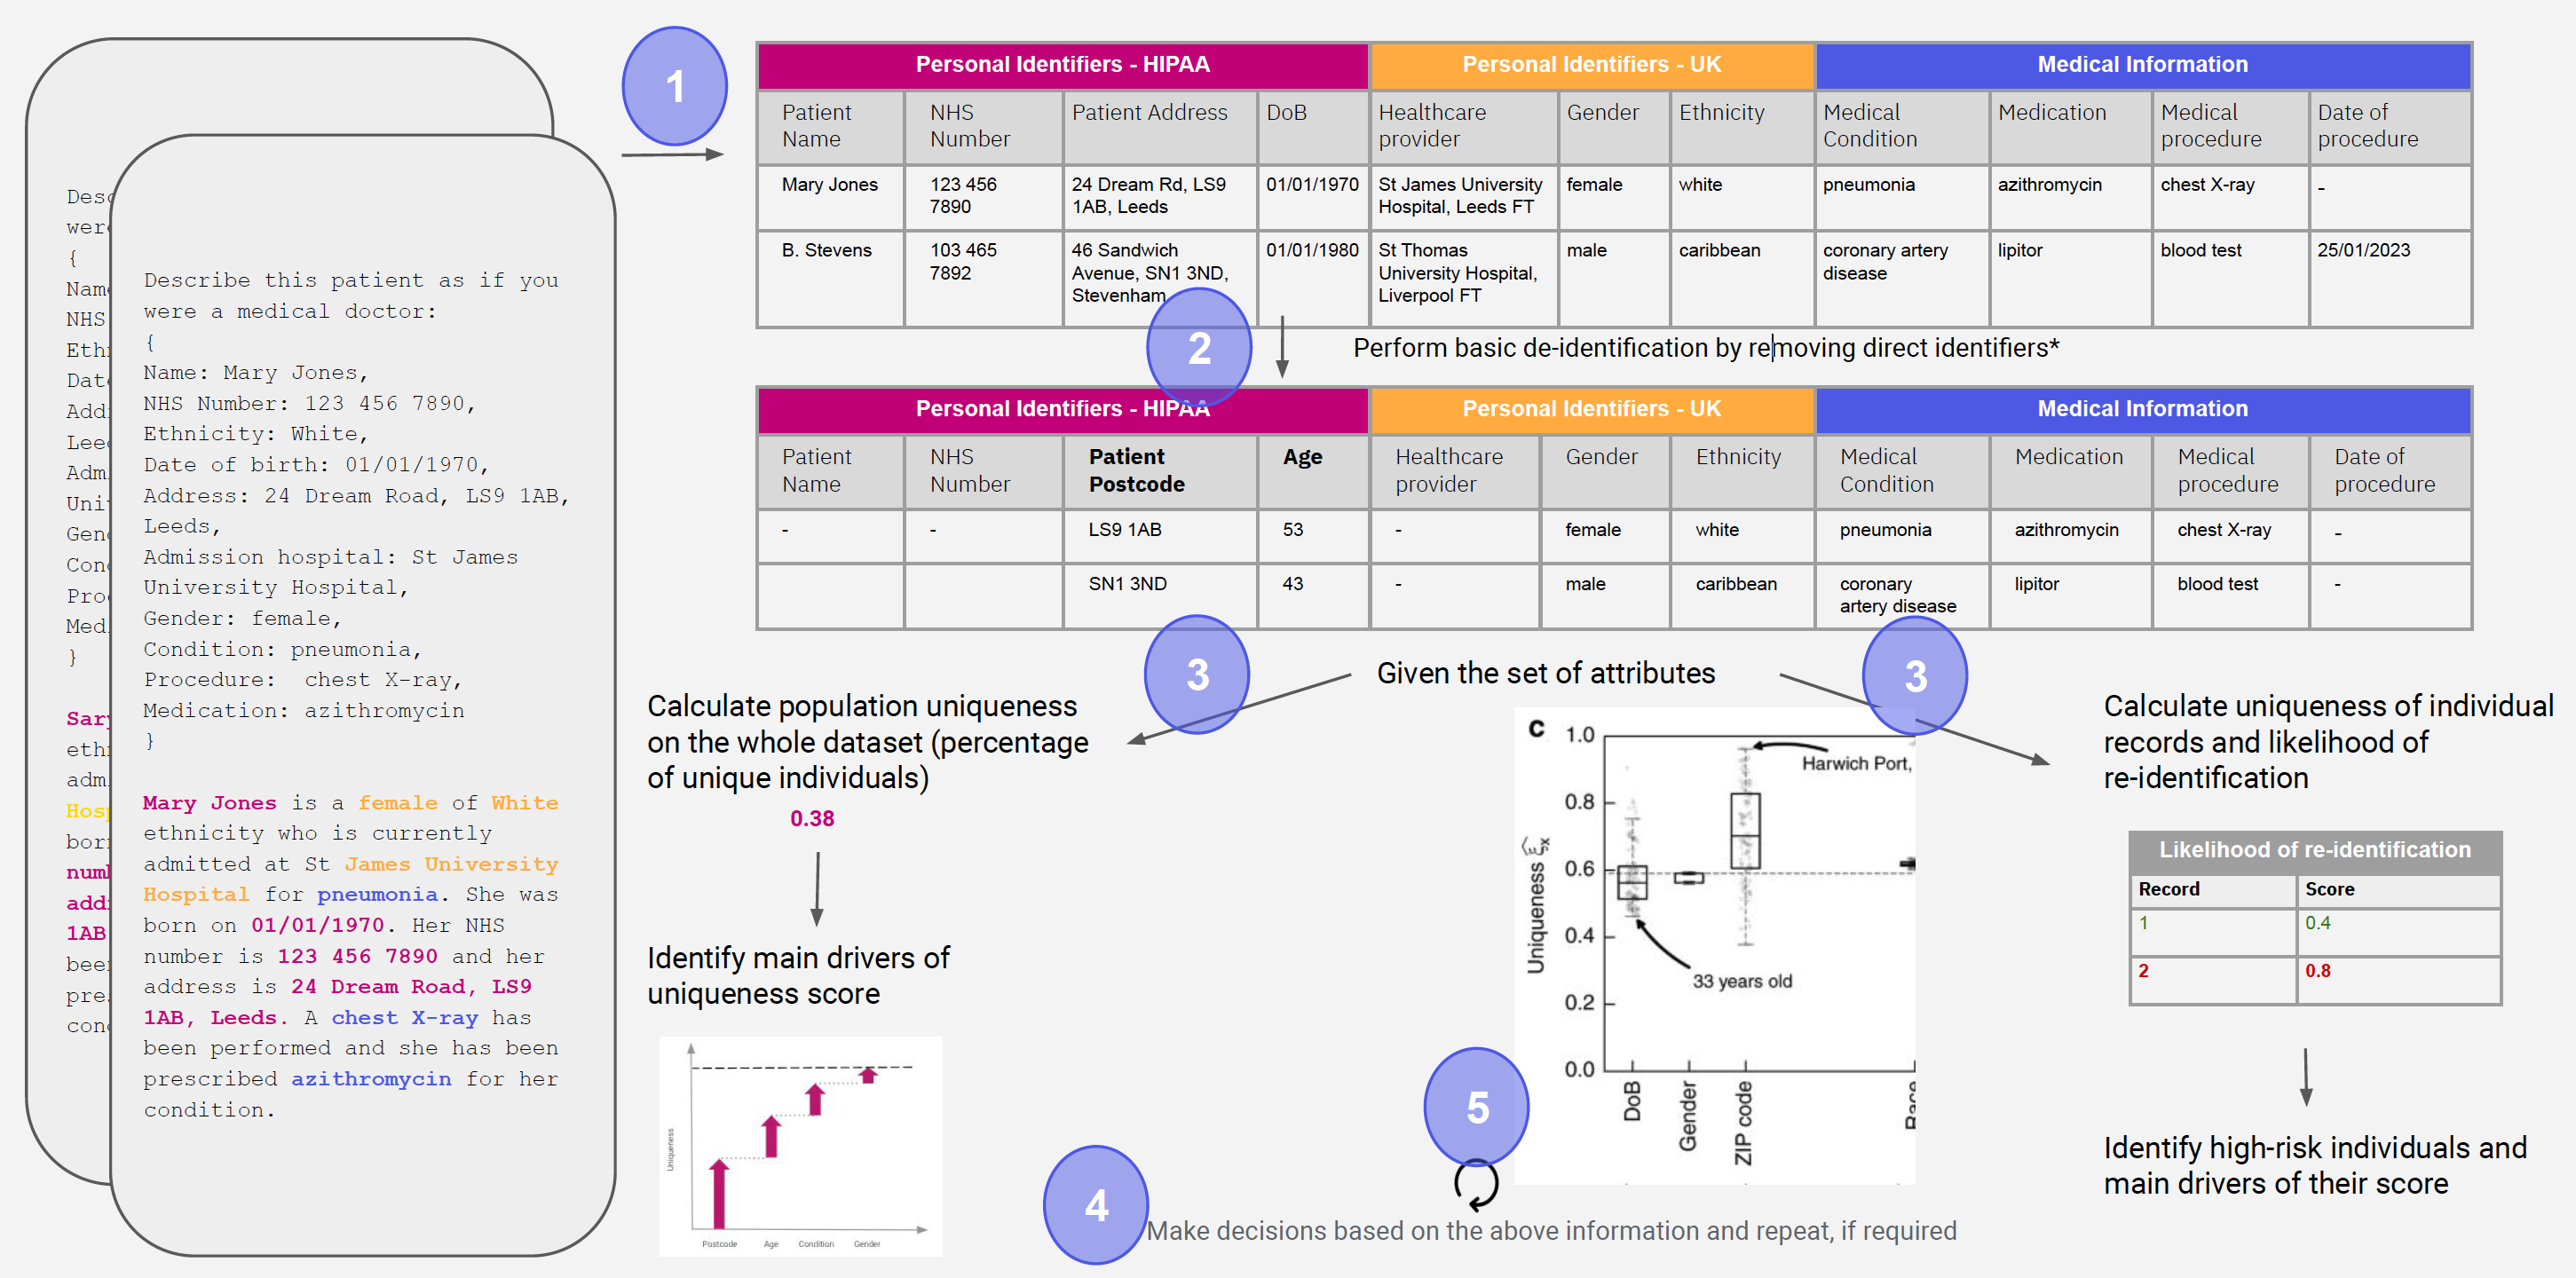 Desc
were
{
Name
NHS
Eth
Date
Add
Lee
Adm
Uni
Gen
Con
Pro
Med
}
Sary
eth
adm
Hosp
bor
numb
add
1AB
bee
pre
con
Describe this patient as if you
were a medical doctor:
{
Name: Mary Jones,
NHS Number: 123 456 7890,
Ethnicity: White,
Date of birth: 01/01/1970,
Address: 24 Dream Road, LS9 1AB,
Leeds,
Admission hospital: St James
University Hospital,
Gender: female,
Condition: pneumonia,
Procedure: chest X-ray,
Medication: azithromycin
}
Mary Jones is a female of White
ethnicity who is currently
admitted at St James University
Hospital for pneumonia. She was
born on 01/01/1970. Her NHS
number is 123 456 7890 and her
address is 24 Dream Road, LS9
1AB, Leeds. A chest X-ray has
been performed and she has been
prescribed azithromycin for her
condition.
1
Personal Identifiers - HIPAA Personal Identifiers - UK Medical Information
Patient Name NHS Number Patient Address DoB Healthcare provider Gender Ethnicity Medical Condition Medication Medical procedure Date of procedure
Mary Jones 123 456 7890 24 Dream Rd, LS9 1AB, Leeds 01/01/1970 St James University Hospital, Leeds FT female white pneumonia azithromycin chest X-ray -
B. Stevens 103 465 7892 46 Sandwich Avenue, SN1 3ND, Stevenham 01/01/1980 St Thomas University Hospital, Liverpool FT male caribbean coronary artery disease lipitor blood test 25/01/2023
2
Perform basic de-identification by removing direct identifiers*
Personal Identifiers - HIPAA Personal Identifiers - UK Medical Information
Patient Name NHS Number Patient Postcode Age Healthcare provider Gender Ethnicity Medical Condition Medication Medical procedure Date of procedure
- - LS9 1AB 53 - female white pneumonia azithromycin chest X-ray -
SN1 3ND 43 - male caribbean coronary artery disease lipitor blood test -
3
Given the set of attributes
3
Calculate population uniqueness
on the whole dataset (percentage
of unique individuals)
0.38
Identify main drivers of
uniqueness score
Uniqueness
Postcode Age Condition Gender
c
1.0
0.8
0.6
0.4
0.2
0.0
Uniqueness ξ̂x
Harwich Port,
33 years old
DoB
Gender
ZIP code
Race
Calculate uniqueness of individual
records and likelihood of
re-identification
Likelihood of re-identification
Record Score
1 0.4
2 0.8
Identify high-risk individuals and
main drivers of their score
5
4
Make decisions based on the above information and repeat, if required